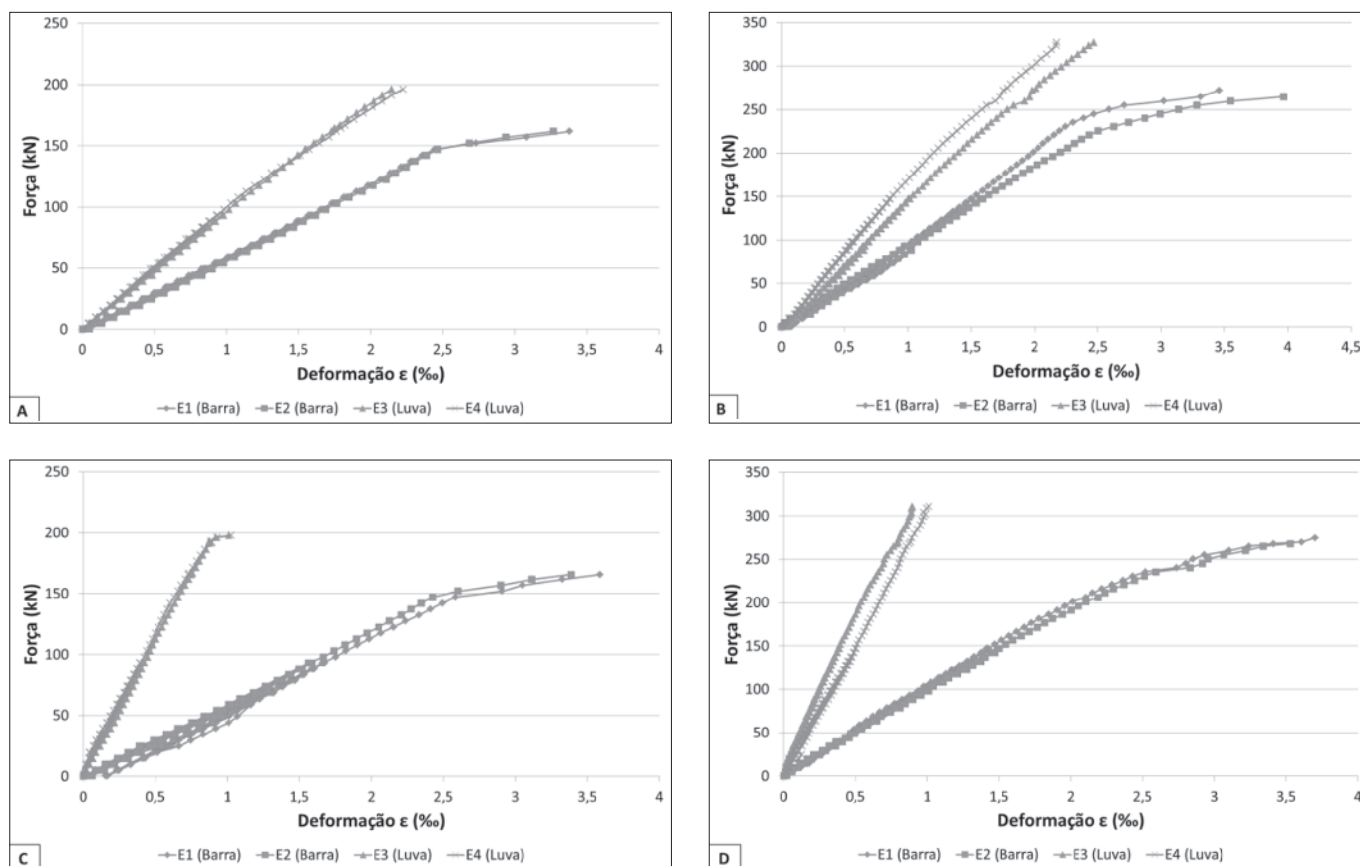 250
200
150
100
50
0
Força (kN)
0 0,5 1 1,5 2 2,5 3 3,5 4
Deformação ε (‰)
E1 (Barra) E2 (Barra) E3 (Luva) E4 (Luva)
A
350
300
250
200
150
100
50
0
Força (kN)
0 0,5 1 1,5 2 2,5 3 3,5 4 4,5
Deformação ε (‰)
E1 (Barra) E2 (Barra) E3 (Luva) E4 (Luva)
B
250
200
150
100
50
0
Força (kN)
0 0,5 1 1,5 2 2,5 3 3,5 4
Deformação ε (‰)
E1 (Barra) E2 (Barra) E3 (Luva) E4 (Luva)
C
350
300
250
200
150
100
50
0
Força (kN)
0 0,5 1 1,5 2 2,5 3 3,5 4
Deformação ε (‰)
E1 (Barra) E2 (Barra) E3 (Luva) E4 (Luva)
D